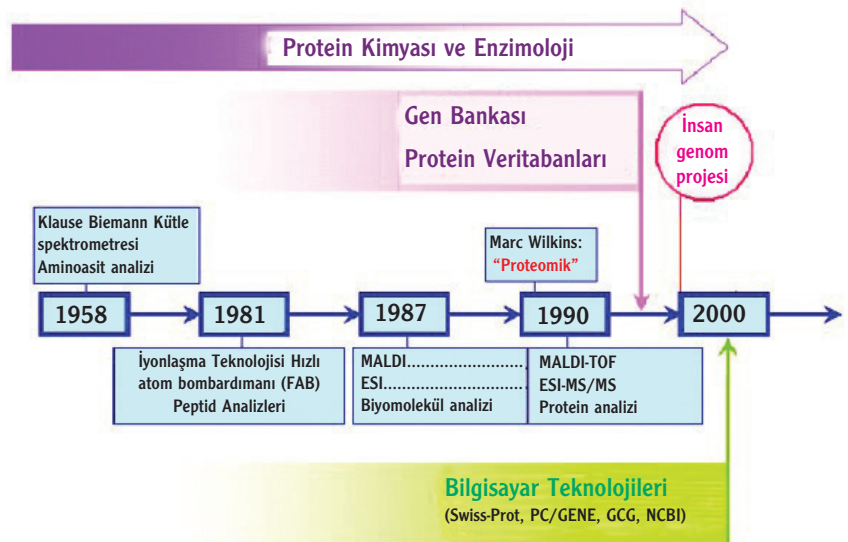 Protein Kimyası ve Enzimoloji
Gen Bankası
Protein Veritabanları
İnsan
genom
projesi
Klause Biemann Kütle
spektrometresi
Aminoasit analizi
Marc Wilkins:
“Proteomik”
1958
1981
1987
1990
2000
İyonlaşma Teknolojisi Hızlı
atom bombardımanı (FAB)
Peptid Analizleri
MALDI............................
ESI..................................
Biyomolekül analizi
MALDI-TOF
ESI-MS/MS
Protein analizi
Bilgisayar Teknolojileri
(Swiss-Prot, PC/GENE, GCG, NCBI)